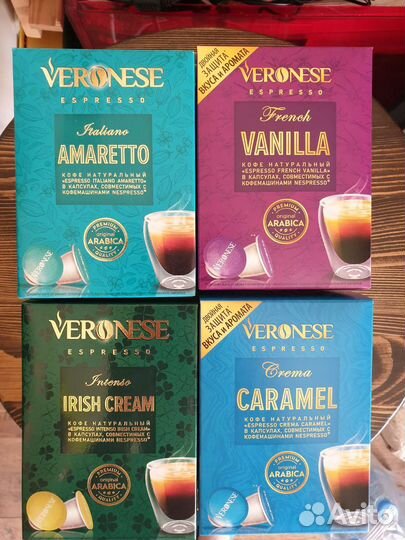 VERONESE
ESPRESSO
Italiano
AMARETTO
КОФЕ НАТУРАЛЬНЫЙ
«ESPRESSO ITALIANO AMARETTO»
В КАПСУЛАХ, СОВМЕСТИМЫХ С
КОФЕМАШИНАМИ NESPRESSO*
PREMIUM
original
ARABICA
QUALITY
VERONESE
ДВОЙНАЯ
ЗАЩИТА*
ВКУСА И АРОМАТА
VERONESE
ESPRESSO
French
VANILLA
КОФЕ НАТУРАЛЬНЫЙ
«ESPRESSO FRENCH VANILLA»
В КАПСУЛАХ, СОВМЕСТИМЫХ С
КОФЕМАШИНАМИ NESPRESSO*
PREMIUM
original
ARABICA
QUALITY
VERONESE
VERONESE
ESPRESSO
Intenso
IRISH CREAM
КОФЕ НАТУРАЛЬНЫЙ
«ESPRESSO INTENSO IRISH CREAM»
В КАПСУЛАХ, СОВМЕСТИМЫХ С
КОФЕМАШИНАМИ NESPRESSO*
PREMIUM
original
ARABICA
QUALITY
VERONESE
ДВОЙНАЯ
ЗАЩИТА*
ВКУСА И АРОМАТА
VERONESE
ESPRESSO
Crema
CARAMEL
КОФЕ НАТУРАЛЬНЫЙ
«ESPRESSO CREMA CARAMEL»
В КАПСУЛАХ, СОВМЕСТИМЫХ С
КОФЕМАШИНАМИ NESPRESSO*
PREMIUM
original
ARABICA
QUALITY
VERONESE
Avito